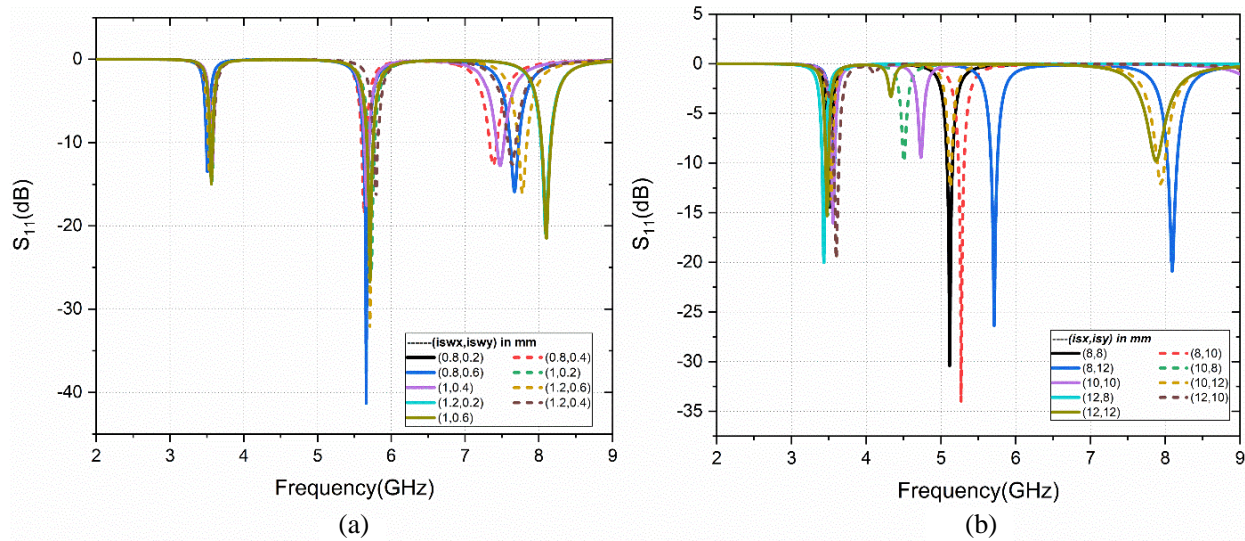 0
-10
-20
-30
-40
S11(dB)
2 3 4 5 6 7 8 9
Frequency(GHz)
(iswx,iswy) in mm
(0.8,0.2) (0.8,0.4)
(0.8,0.6) (1,0.2)
(1,0.4) (1.2,0.6)
(1.2,0.2) (1.2,0.4)
(1,0.6)
(a)
5
0
-5
-10
-15
-20
-25
-30
-35
S11(dB)
2 3 4 5 6 7 8 9
Frequency(GHz)
(isx,isy) in mm
(8,8) (8,10)
(8,12) (10,8)
(10,10) (10,12)
(12,8) (12,10)
(12,12)
(b)